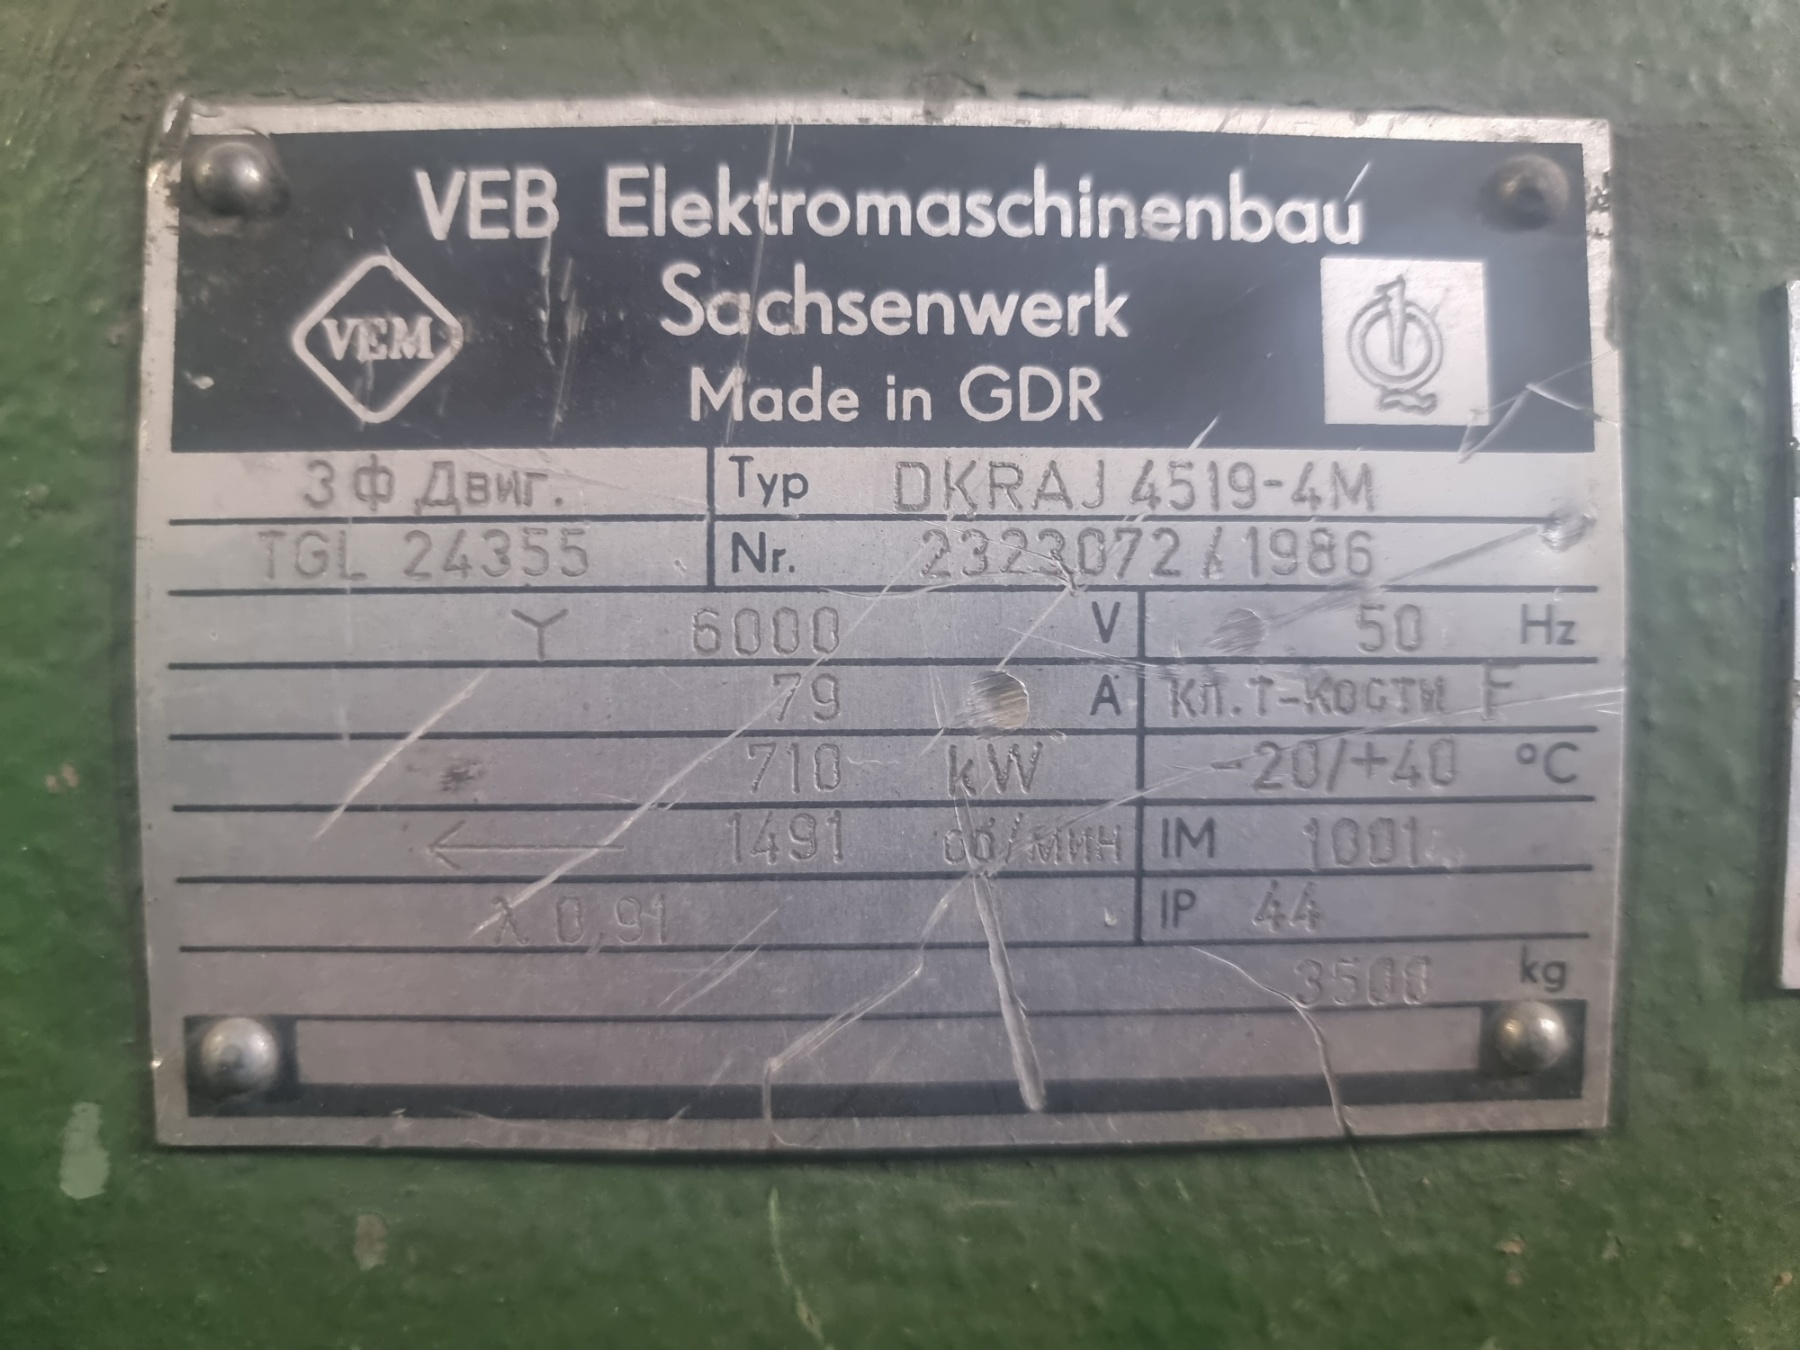 VEB Elektromaschinenbau
VEM
Sachsenwerk
Made in GDR
1 Q
3 Ф Двиг. Typ DKRAJ 4519-4M
TGL 24355 Nr. 2323072/1986
Y 6000 V 50 Hz
79 A Кл.т-кости F
710 kW -20/+40 °C
← 1491 об/мин IM 1001
λ 0,91 IP 44
3500 kg